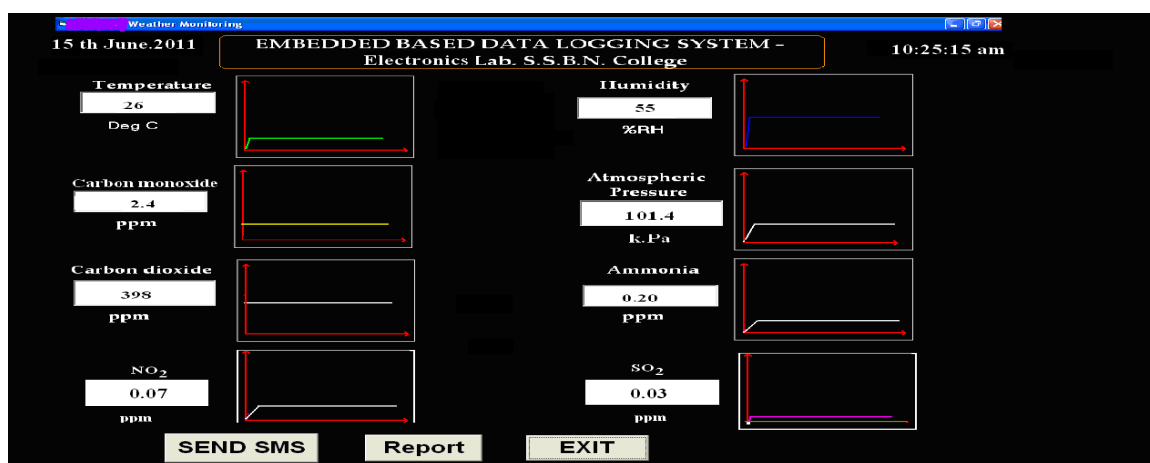 Weather Monitoring
15 th June.2011
EMBEDDED BASED DATA LOGGING SYSTEM –
Electronics Lab. S.S.B.N. College
10:25:15 am
Temperature
26
Deg C
Humidity
55
%RH
Carbon monoxide
2.4
ppm
Atmospheric
Pressure
101.4
k.Pa
Carbon dioxide
398
ppm
Ammonia
0.20
ppm
NO2
0.07
ppm
SO2
0.03
ppm
SEND SMS
Report
EXIT